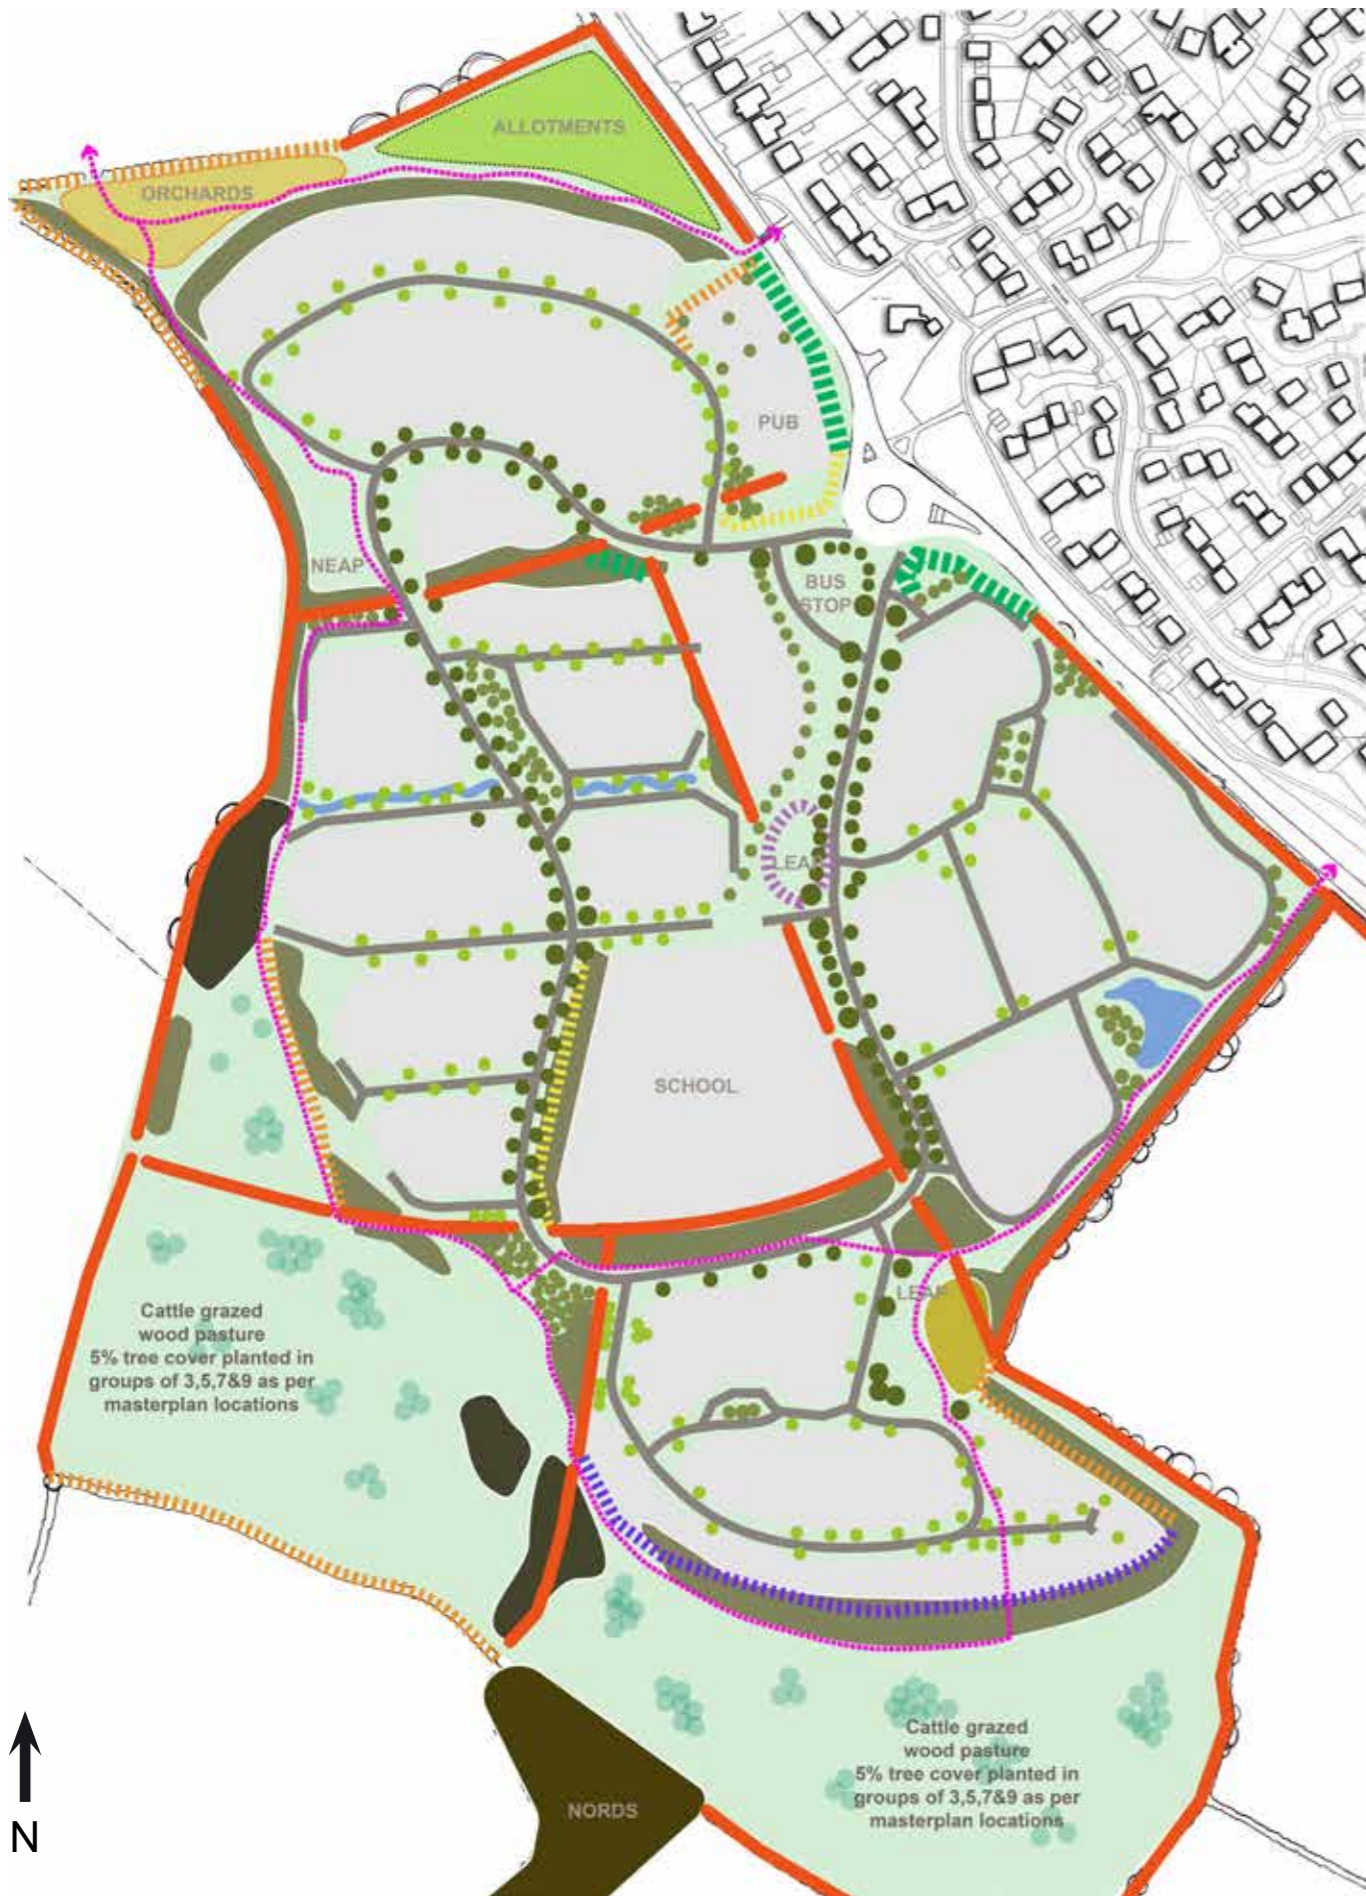 ALLOTMENTS
ORCHARDS
PUB
NEAP
BUS
STOP
LEAP
SCHOOL
LEAP
Cattle grazed
wood pasture
5% tree cover planted in
groups of 3,5,7&9 as per
masterplan locations
Cattle grazed
wood pasture
5% tree cover planted in
groups of 3,5,7&9 as per
masterplan locations
NORDS
N